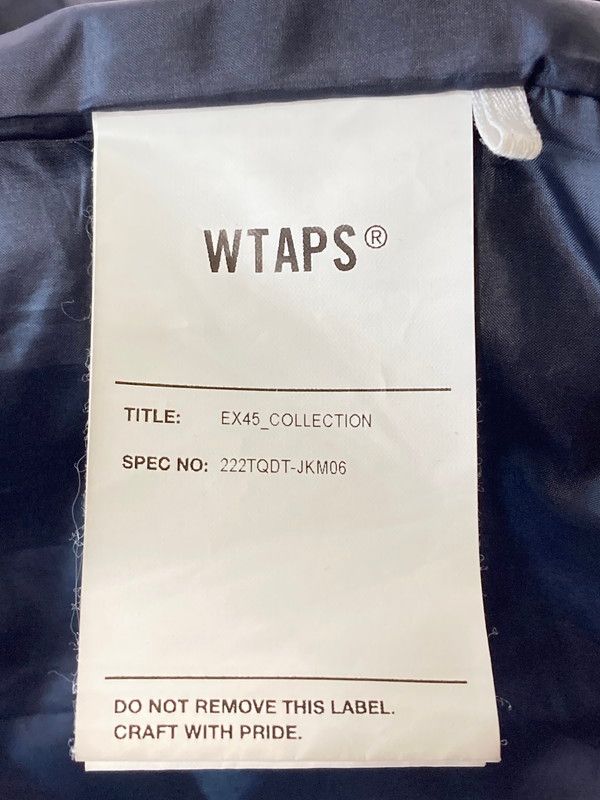 WTAPS®
TITLE: EX45_COLLECTION
SPEC NO: 222TQDT-JKM06
DO NOT REMOVE THIS LABEL.
CRAFT WITH PRIDE.